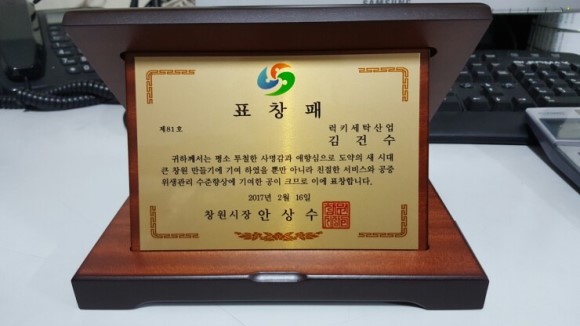 표창패
제81호
럭키세탁산업
김건수
귀하께서는 평소 투철한 사명감과 애향심으로 도약의 새 시대
큰 창원 만들기에 기여 하였을 뿐만 아니라 친절한 서비스와 공중
위생관리 수준향상에 기여한 공이 크므로 이에 표창합니다.
2017년 2월 16일
창원시장 안상수